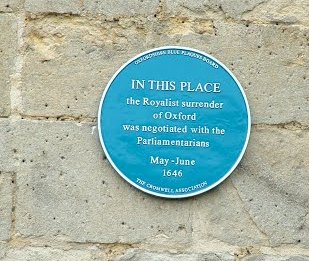 OXFORDSHIRE BLUE PLAQUES BOARD
IN THIS PLACE
the Royalist surrender
of Oxford
was negotiated with the
Parliamentarians
May - June
1646
THE CROMWELL ASSOCIATION